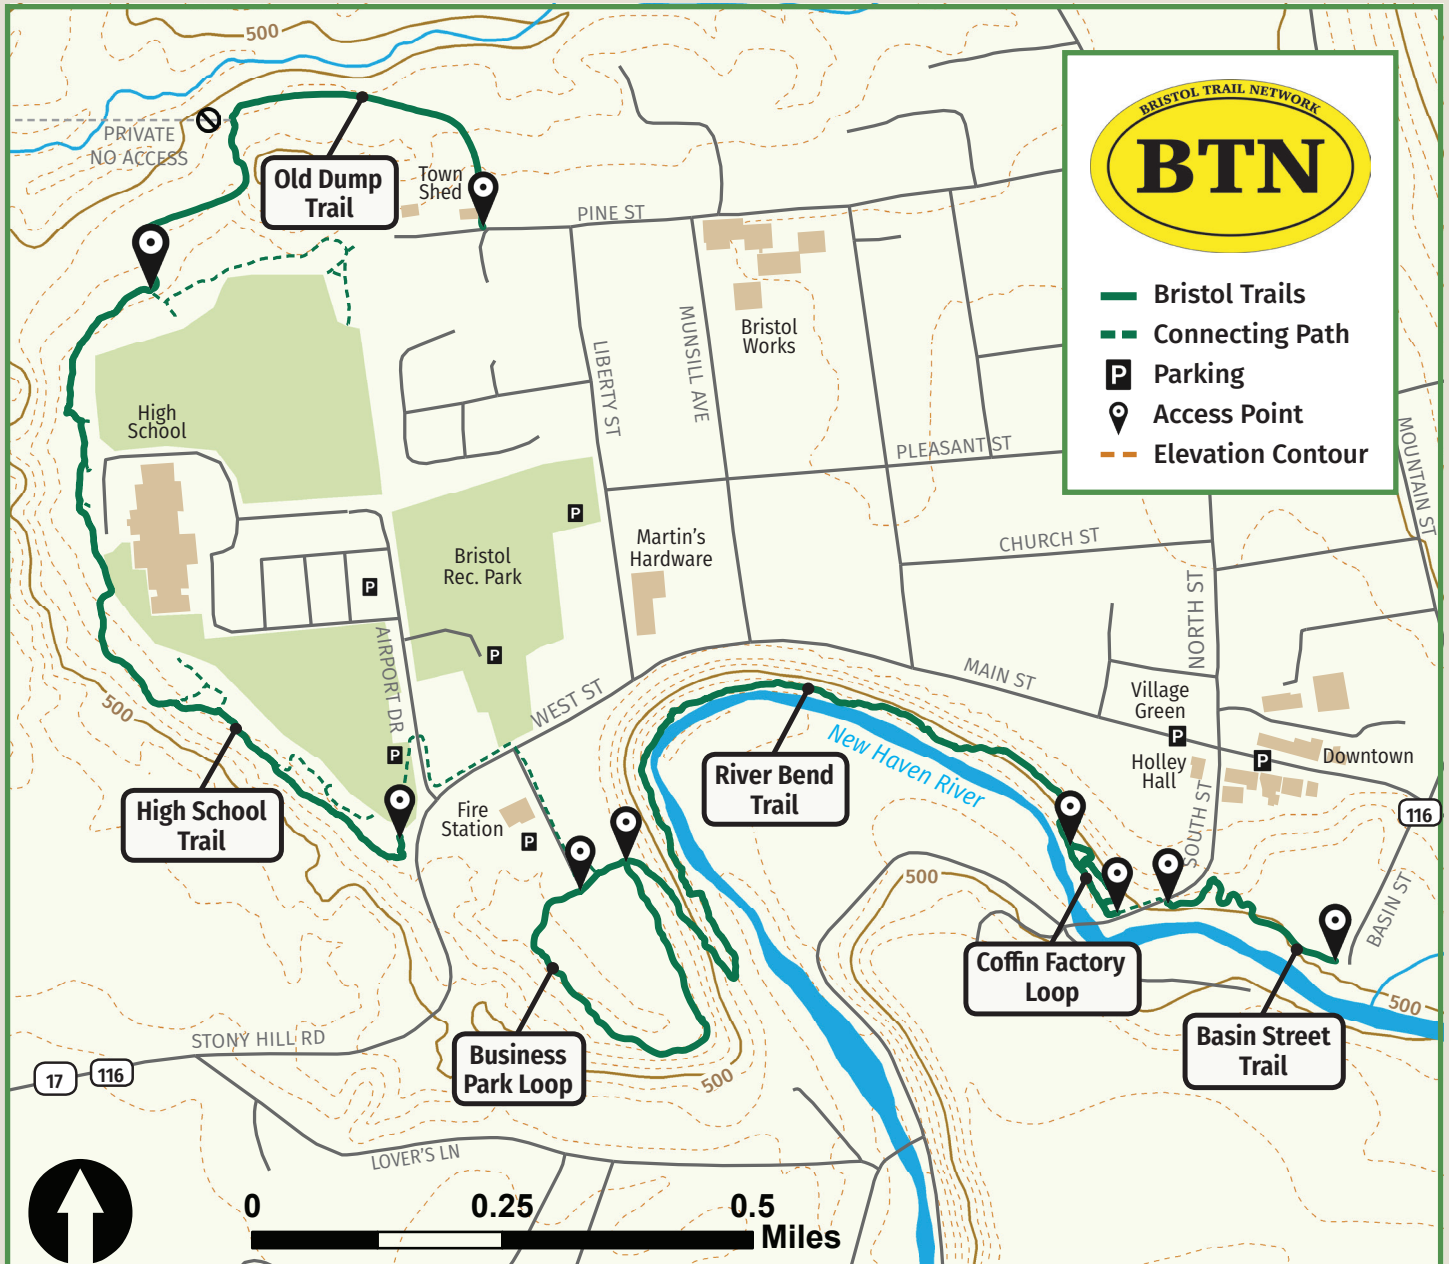 500
PRIVATE
NO ACCESS
Old Dump
Trail
Town
Shed
PINE ST
BRISTOL TRAIL NETWORK
BTN
Bristol Trails
Connecting Path
P
Parking
Access Point
Elevation Contour
Bristol
Works
MUNSILL AVE
LIBERTY ST
High
School
PLEASANT ST
MOUNTAIN ST
P
Martin's
Hardware
CHURCH ST
Bristol
Rec. Park
P
NORTH ST
AIRPORT DR
P
MAIN ST
WEST ST
Village
Green
P
500
New Haven River
Holley
Hall
P
Downtown
P
River Bend
Trail
High School
Trail
Fire
Station
P
116
SOUTH ST
500
BASIN ST
Coffin Factory
Loop
500
Basin Street
Trail
STONY HILL RD
Business
Park Loop
500
17
116
LOVER'S LN
0
0.25
0.5
Miles